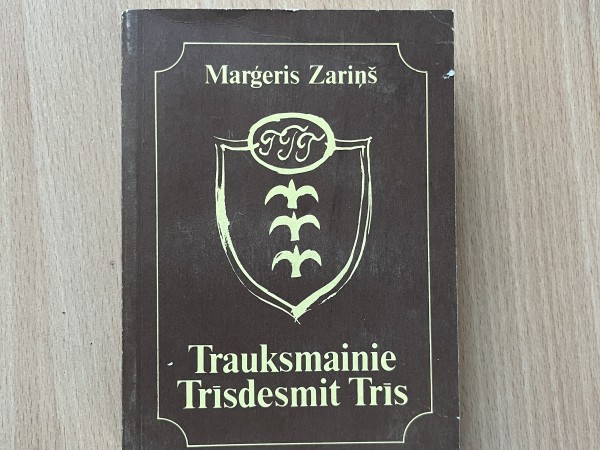 Marģeris Zariņš
TTT
Trauksmainie
Trīsdesmit Trīs